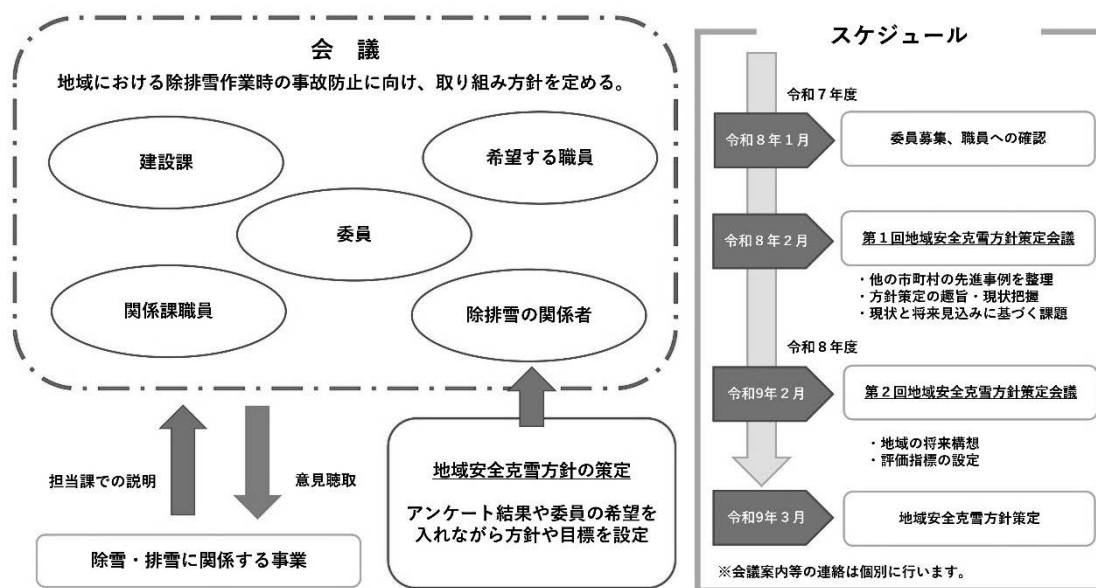 会　議
地域における除排雪作業時の事故防止に向け、取り組み方針を定める。
建設課
希望する職員
委員
関係課職員
除排雪の関係者
担当課での説明
意見聴取
除雪・排雪に関係する事業
地域安全克雪方針の策定
アンケート結果や委員の希望を
入れながら方針や目標を設定
スケジュール
令和７年度
令和８年１月
委員募集、職員への確認
令和８年２月
第１回地域安全克雪方針策定会議
・他の市町村の先進事例を整理
・方針策定の趣旨・現状把握
・現状と将来見込みに基づく課題
令和８年度
令和9年２月
第２回地域安全克雪方針策定会議
・地域の将来構想
・評価指標の設定
令和9年３月
地域安全克雪方針策定
※会議案内等の連絡は個別に行います。